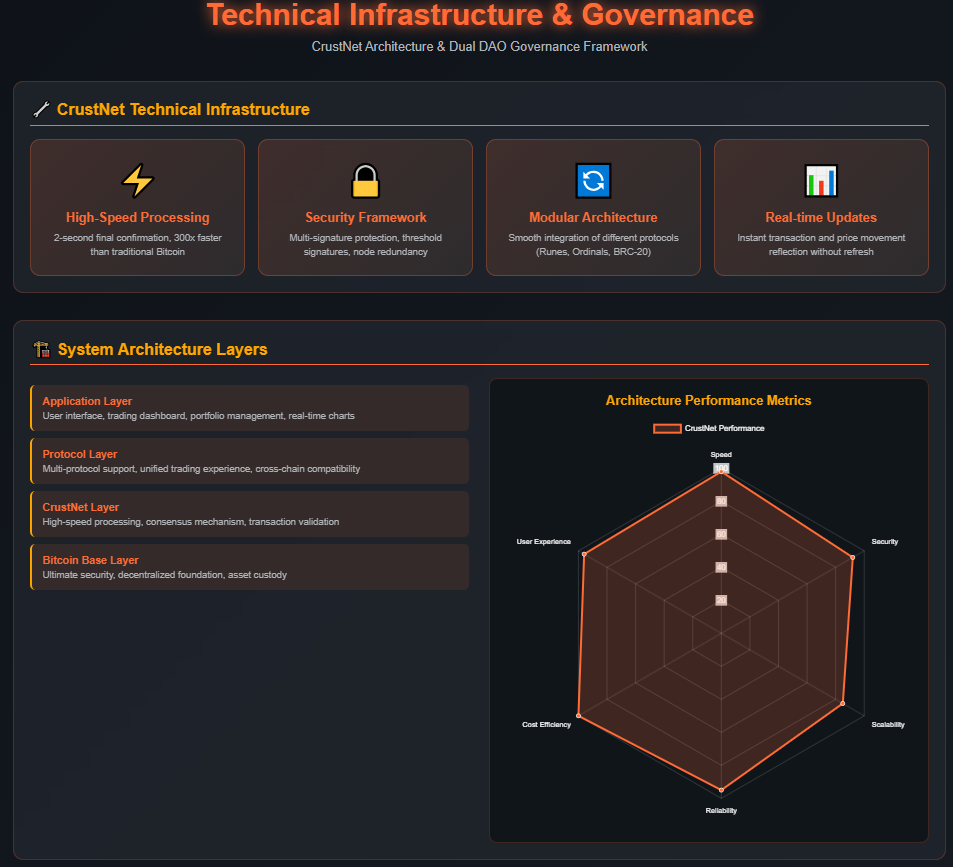 Technical Infrastructure & Governance
CrustNet Architecture & Dual DAO Governance Framework
CrustNet Technical Infrastructure
High-Speed Processing
2-second final confirmation, 300x faster
than traditional Bitcoin
Security Framework
Multi-signature protection, threshold
signatures, node redundancy
Modular Architecture
Smooth integration of different protocols
(Runes, Ordinals, BRC-20)
Real-time Updates
Instant transaction and price movement
reflection without refresh
System Architecture Layers
Application Layer
User interface, trading dashboard, portfolio management, real-time charts
Protocol Layer
Multi-protocol support, unified trading experience, cross-chain compatibility
CrustNet Layer
High-speed processing, consensus mechanism, transaction validation
Bitcoin Base Layer
Ultimate security, decentralized foundation, asset custody
Architecture Performance Metrics
CrustNet Performance
Speed
100
80
60
40
20
User Experience
Security
Cost Efficiency
Scalability
Reliability